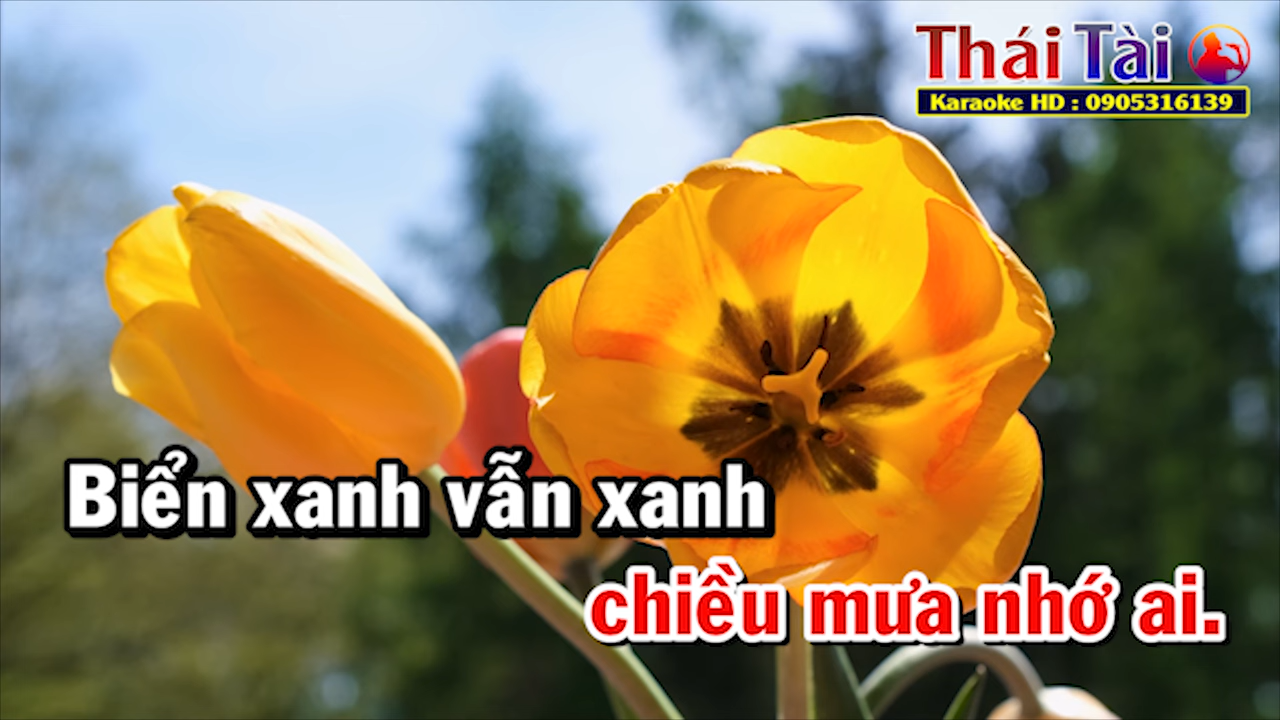 Thái Tài
Karaoke HD : 0905316139
Biển xanh vẫn xanh
chiều mưa nhớ ai.